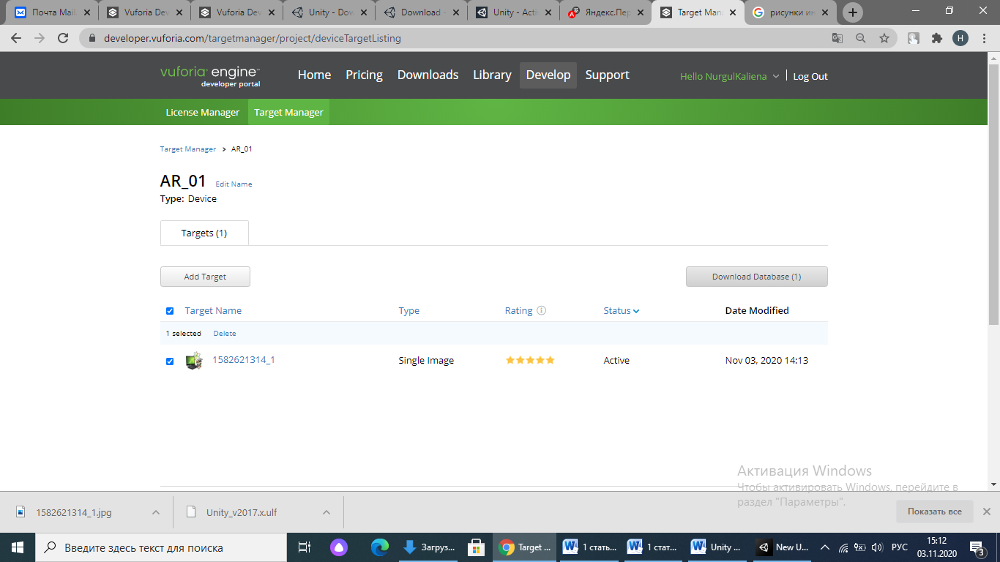 Почта Mail. Vuforia Dev Vuforia Dev Unity - Dow Download - Unity - Acti Яндекс.Пер Target Mana рисунки ин
developer.vuforia.com/targetmanager/project/deviceTargetListing Н
vuforia engine™ developer portal
Home Pricing Downloads Library Develop Support Hello NurgulKaliena Log Out
License Manager Target Manager
Target Manager > AR_01
AR_01 Edit Name
Type: Device
Targets (1)
Add Target Download Database (1)
Target Name Type Rating Status Date Modified
1 selected Delete
1582621314_1 Single Image Active Nov 03, 2020 14:13
Активация Windows
Чтобы активировать Windows, перейдите в
раздел "Параметры".
1582621314_1.jpg Unity_v2017.x.ulf Показать все
Введите здесь текст для поиска Загруз... Target ... 1 стать... 1 стат... Unity ... New U... РУС 15:12
03.11.2020 3